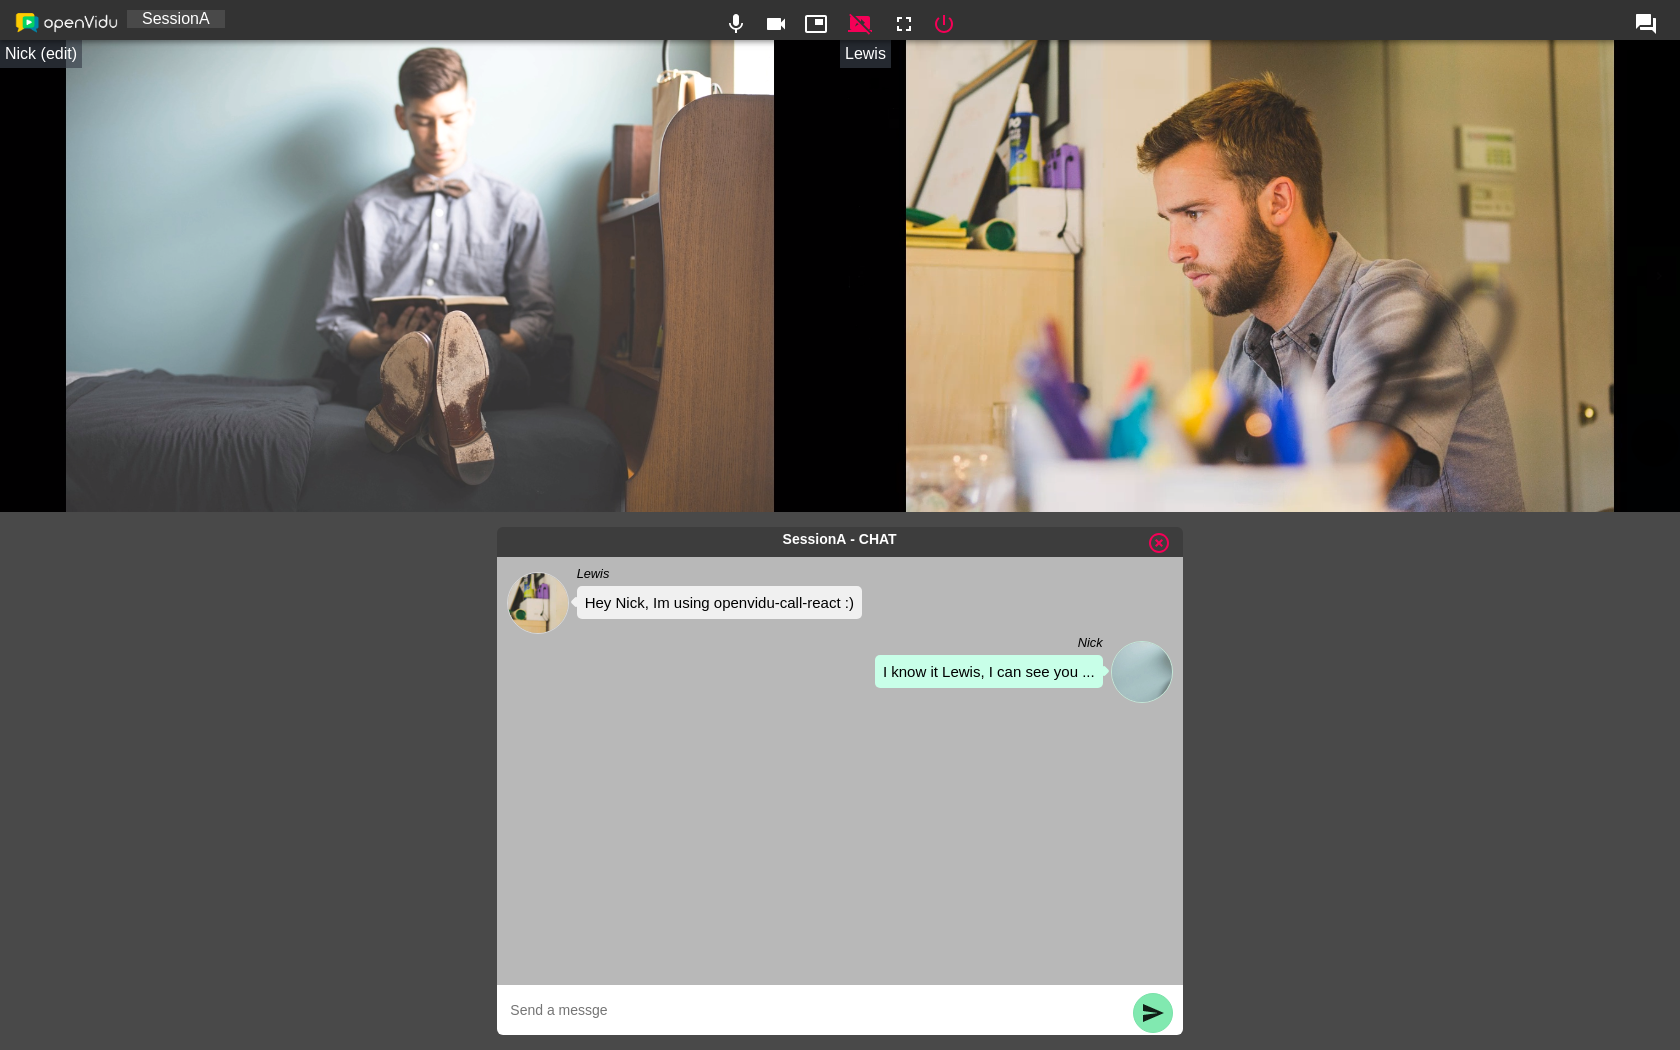 openVidu
SessionA
Nick (edit)
Lewis
SessionA - CHAT
Lewis
Hey Nick, Im using openvidu-call-react :)
Nick
I know it Lewis, I can see you ...
Send a messge